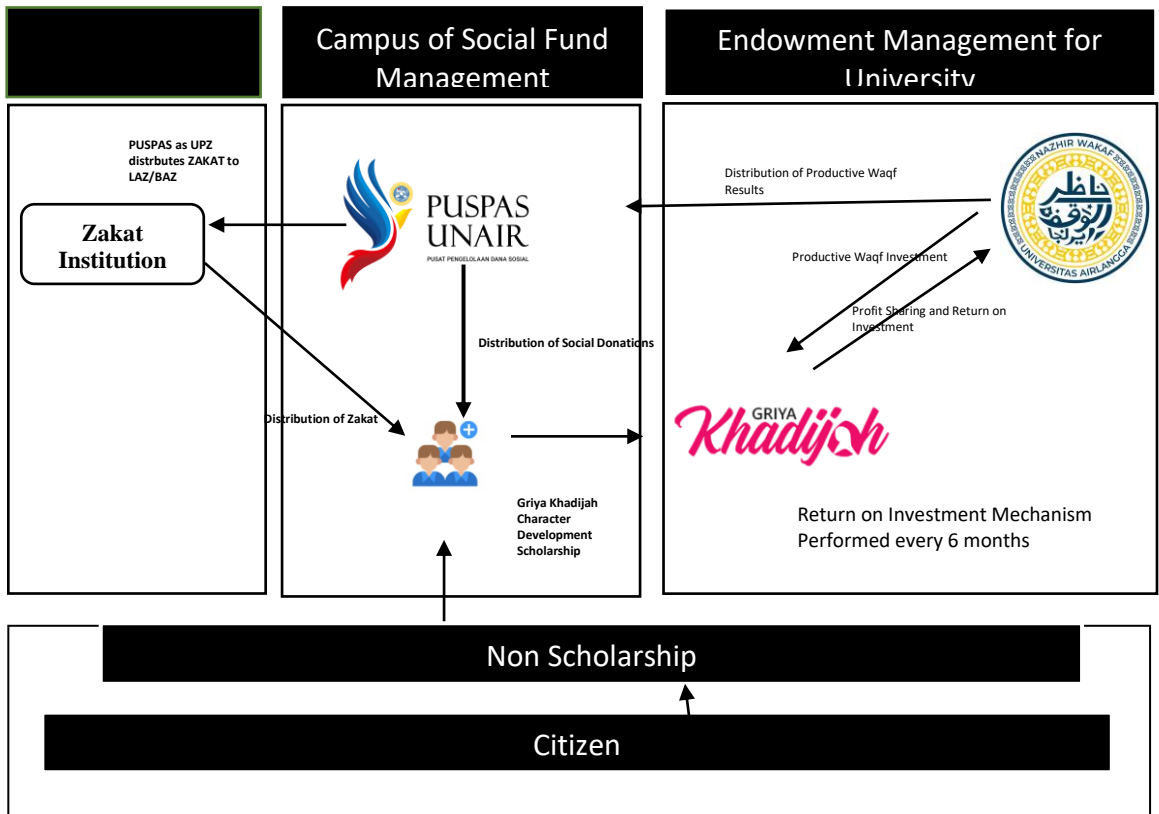 Campus of Social Fund
Management
Endowment Management for
University
PUSPAS as UPZ
distrbutes ZAKAT to
LAZ/BAZ
Zakat
Institution
PUSPAS
UNAIR
PUSAT PENGELOLAAN DANA SOSIAL
Distribution of Productive Waqf
Results
NAZHIR WAKAF
UNIVERSITAS AIRLANGGA
Productive Waqf Investment
Profit Sharing and Return on
Investment
Distribution of Social Donations
Distribution of Zakat
GRIYA
Khadijah
Griya Khadijah
Character
Development
Scholarship
Return on Investment Mechanism
Performed every 6 months
Non Scholarship
Citizen